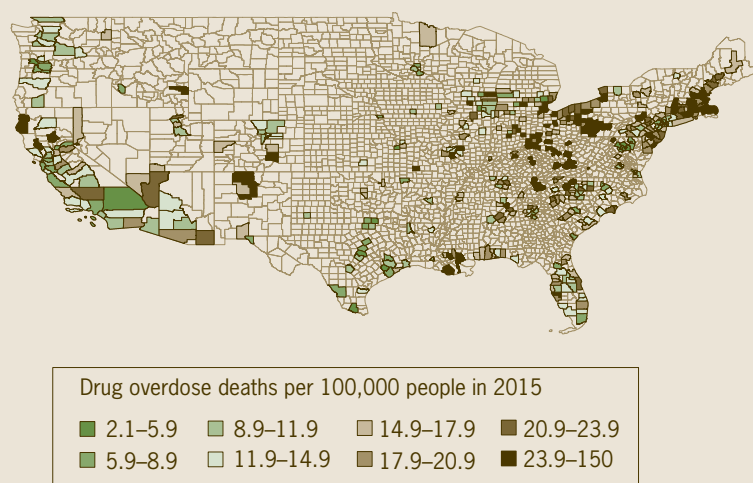 Drug overdose deaths per 100,000 people in 2015
2.1–5.9 8.9–11.9 14.9–17.9 20.9–23.9
5.9–8.9 11.9–14.9 17.9–20.9 23.9–150